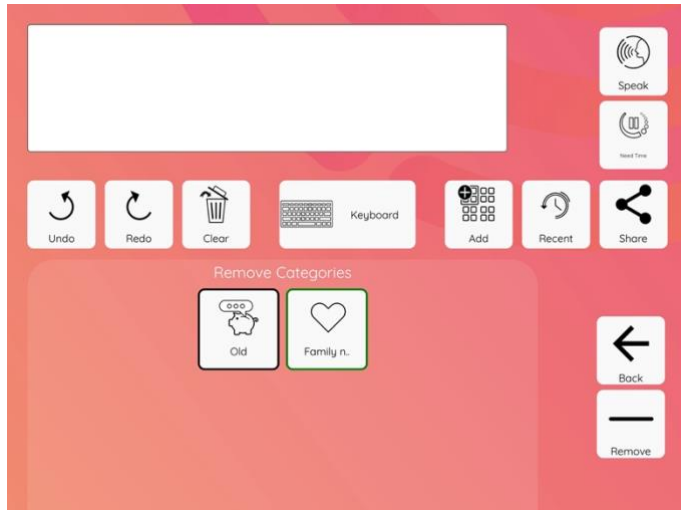 Speak
Need Time
Undo
Redo
Clear
Keyboard
Add
Recent
Share
Remove Categories
Old
Family n..
Back
Remove